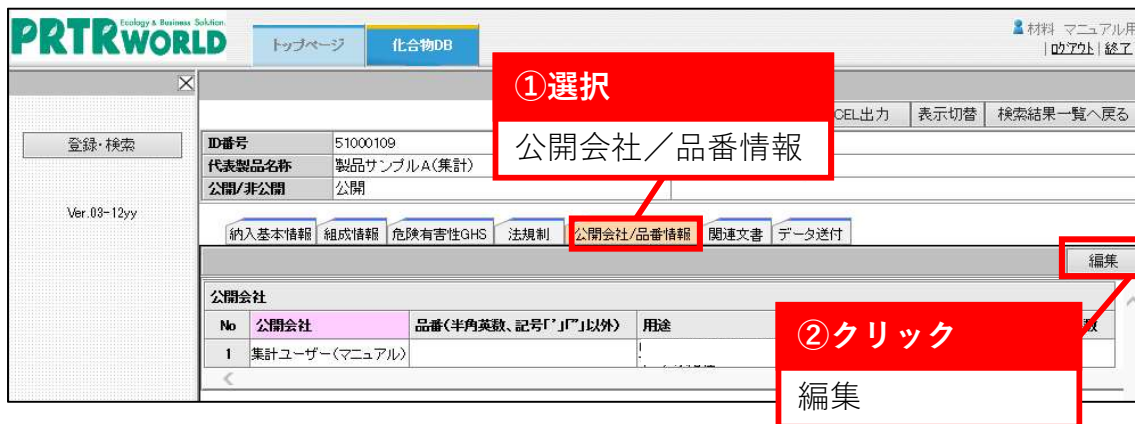 PRTRWORLD Ecology & Business Solution.
トップページ 化合物DB
材料 マニュアル用
|ログアウト|終了
①選択
公開会社／品番情報
CEL出力 表示切替 検索結果一覧へ戻る
登録・検索
ID番号 51000109
代表製品名称 製品サンプルA(集計)
公開/非公開 公開
Ver.03-12yy
納入基本情報 組成情報 危険有害性GHS 法規制 公開会社/品番情報 関連文書 データ送付
編集
公開会社
No 公開会社 品番(半角英数、記号「'」「"」以外) 用途
1 集計ユーザー(マニュアル)
②クリック
編集